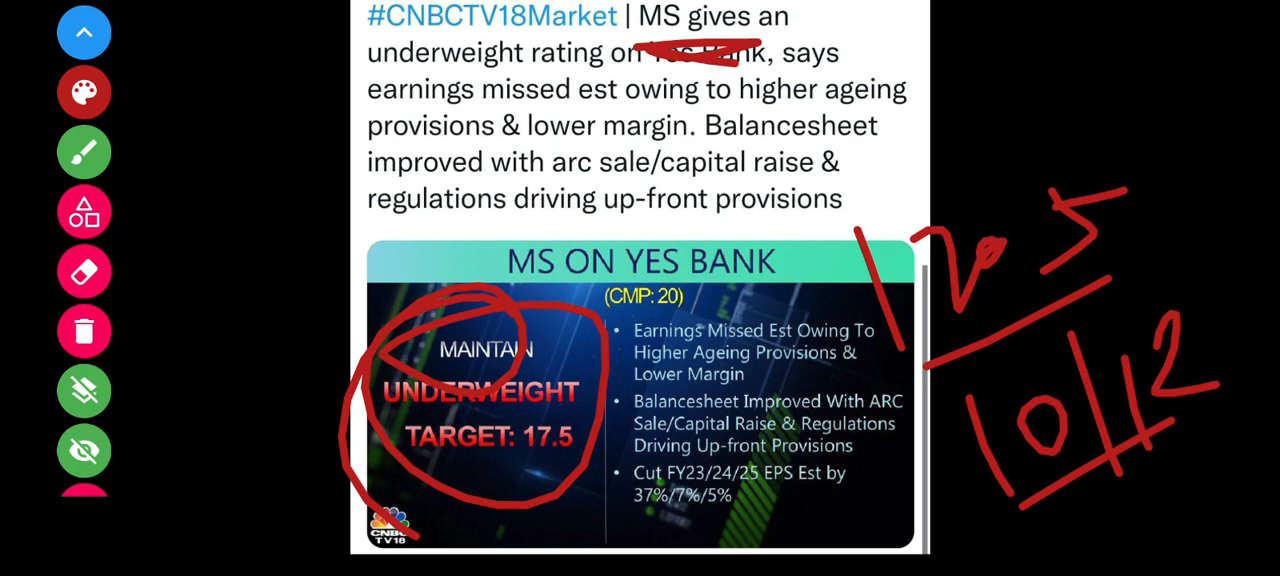 #CNBCTV18Market | MS gives an
underweight rating on Yes Bank, says
earnings missed est owing to higher ageing
provisions & lower margin. Balancesheet
improved with arc sale/capital raise &
regulations driving up-front provisions
MS ON YES BANK
(CMP: 20)
MAINTAIN
UNDERWEIGHT
TARGET: 17.5
• Earnings Missed Est Owing To
Higher Ageing Provisions &
Lower Margin
• Balancesheet Improved With ARC
Sale/Capital Raise & Regulations
Driving Up-front Provisions
• Cut FY23/24/25 EPS Est by
37%/7%/5%
CNBC
TV18
12.5
10/12